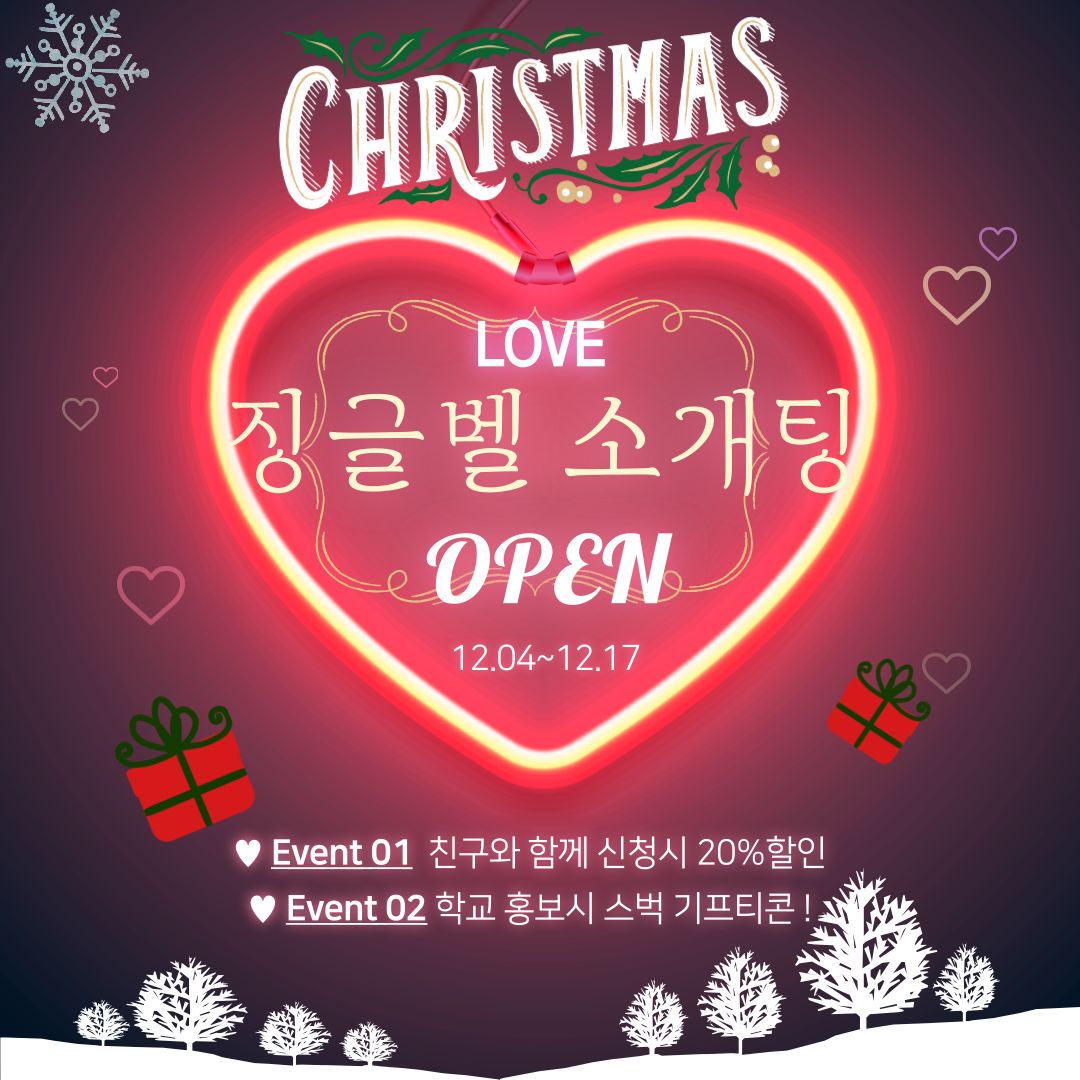 CHRISTMAS
LOVE
징글벨 소개팅
OPEN
12.04~12.17
♥ Event 01 친구와 함께 신청시 20%할인
♥ Event 02 학교 홍보시 스벅 기프티콘 !